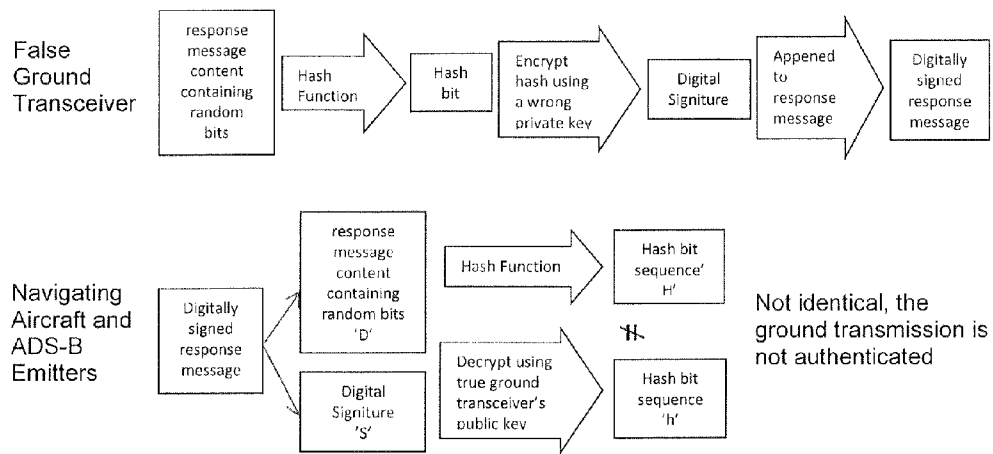 False
Ground
Transceiver
response
message
content
containing
random
bits
Hash
Function
Hash
bit
Encrypt
hash using
a wrong
private key
Digital
Signiture
Appened
to
response
message
Digitally
signed
response
message
Navigating
Aircraft and
ADS-B
Emitters
Digitally
signed
response
message
response
message
content
containing
random bits
'D'
Digital
Signiture
'S'
Hash Function
Decrypt using
true ground
transceiver's
public key
Hash bit
sequence'
H'
Hash bit
sequence
'h'
Not identical, the
ground transmission is
not authenticated